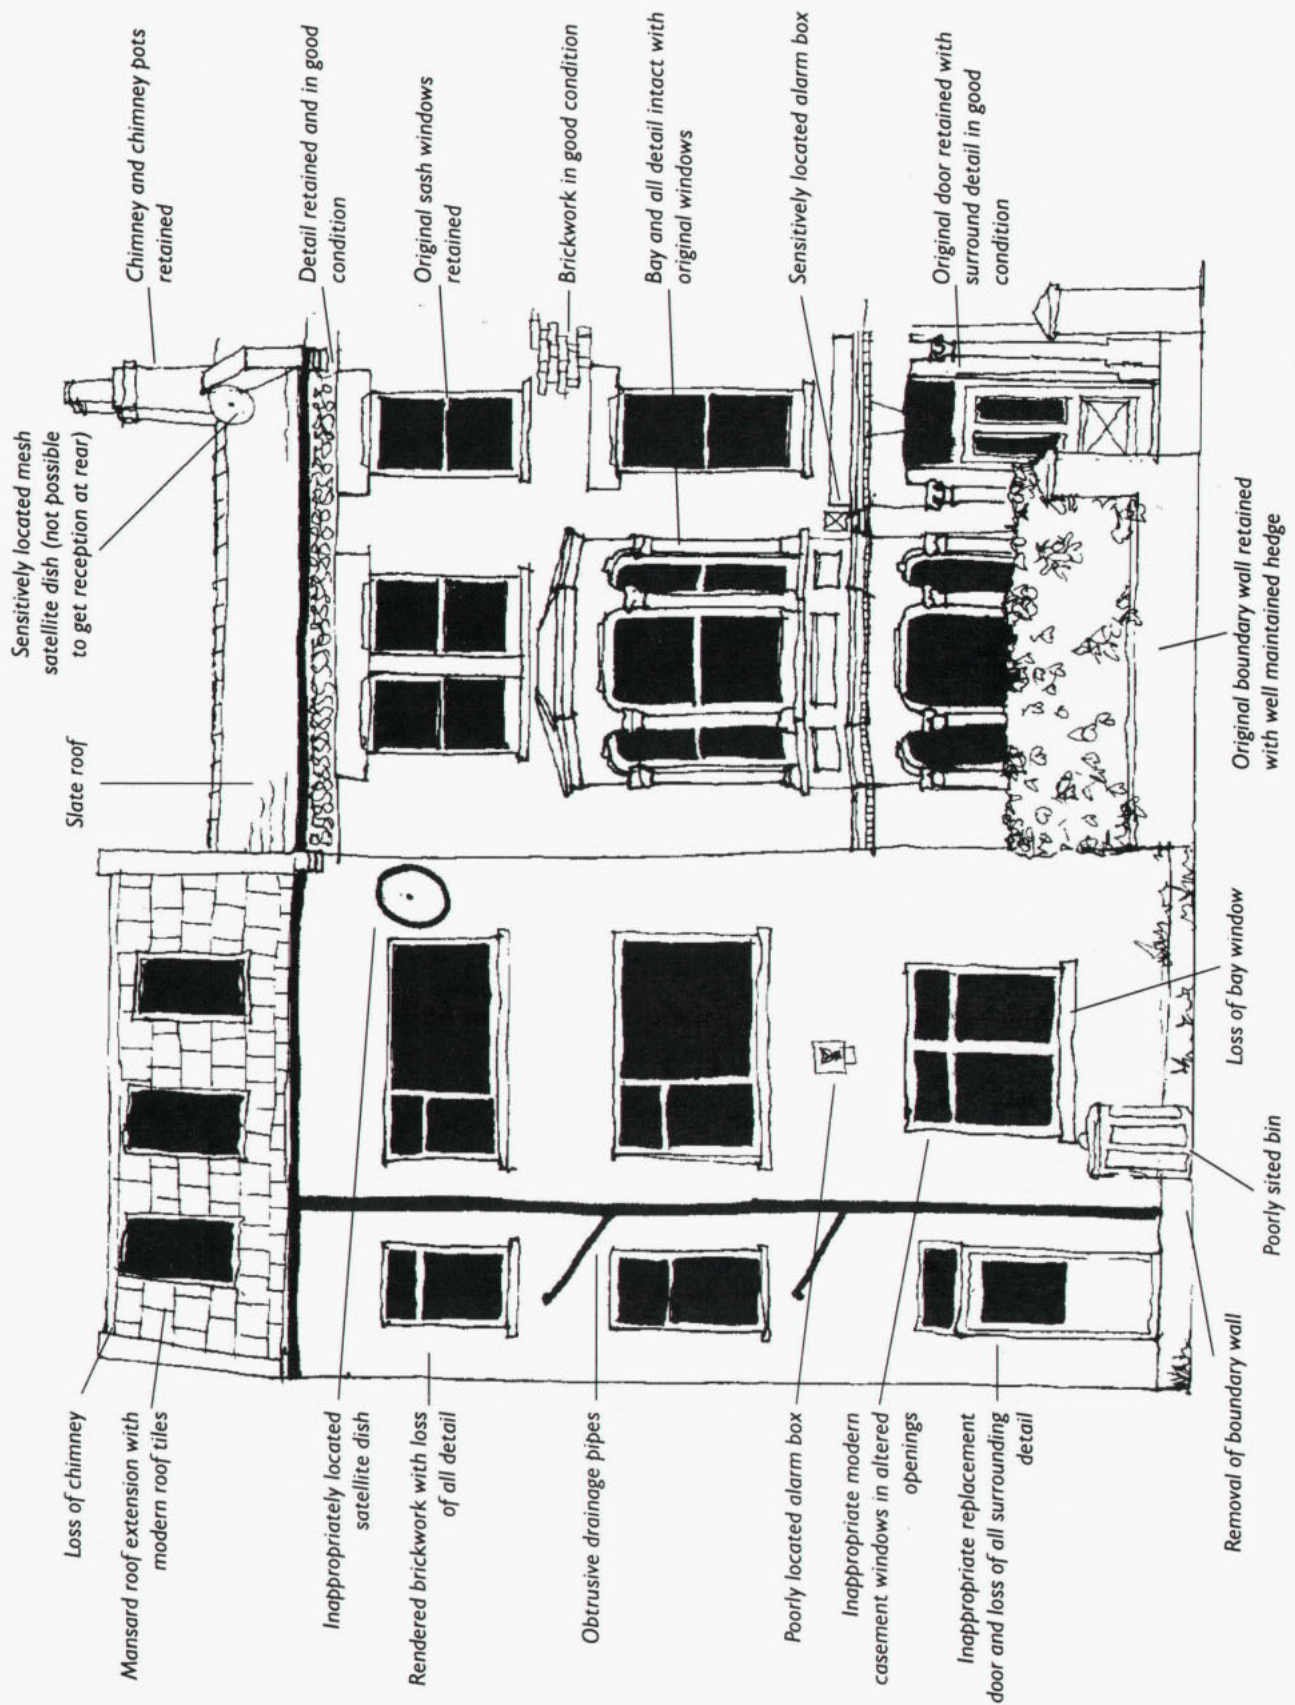 Loss of chimney
Mansard roof extension with
modern roof tiles
Inappropriately located
satellite dish
Rendered brickwork with loss
of all detail
Obtrusive drainage pipes
Poorly located alarm box
Inappropriate modern
casement windows in altered
openings
Inappropriate replacement
door and loss of all surrounding
detail
Removal of boundary wall
Poorly sited bin
Loss of bay window
Slate roof
Sensitively located mesh
satellite dish (not possible
to get reception at rear)
Chimney and chimney pots
retained
Detail retained and in good
condition
Original sash windows
retained
Brickwork in good condition
Bay and all detail intact with
original windows
Sensitively located alarm box
Original door retained with
surround detail in good
condition
Original boundary wall retained
with well maintained hedge